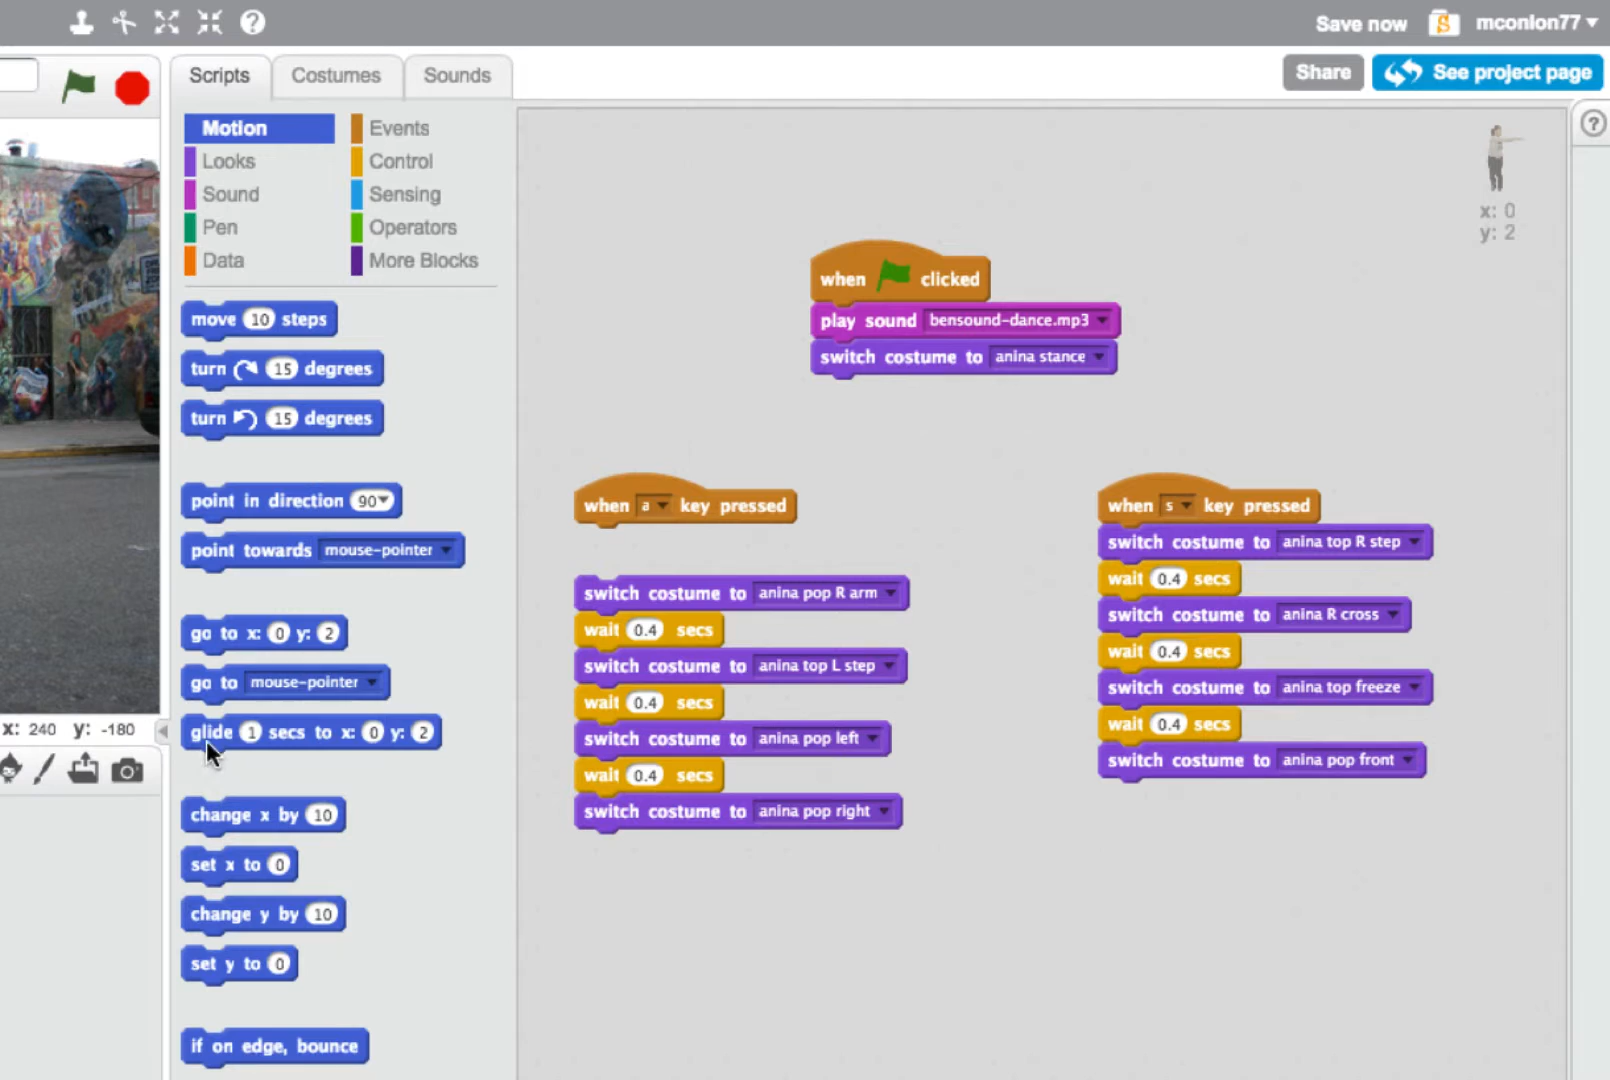 Save now
mconlon77
Scripts
Costumes
Sounds
Share
See project page
Motion
Events
Looks
Control
Sound
Sensing
Pen
Operators
Data
More Blocks
move 10 steps
turn 15 degrees
turn 15 degrees
point in direction 90
point towards mouse-pointer
go to x: 0 y: 2
go to mouse-pointer
glide 1 secs to x: 0 y: 2
change x by 10
set x to 0
change y by 10
set y to 0
if on edge, bounce
x: 240 y: -180
x: 0
y: 2
when clicked
play sound bensound-dance.mp3
switch costume to anina stance
when a key pressed
switch costume to anina pop R arm
wait 0.4 secs
switch costume to anina top L step
wait 0.4 secs
switch costume to anina pop left
wait 0.4 secs
switch costume to anina pop right
when s key pressed
switch costume to anina top R step
wait 0.4 secs
switch costume to anina R cross
wait 0.4 secs
switch costume to anina top freeze
wait 0.4 secs
switch costume to anina pop front